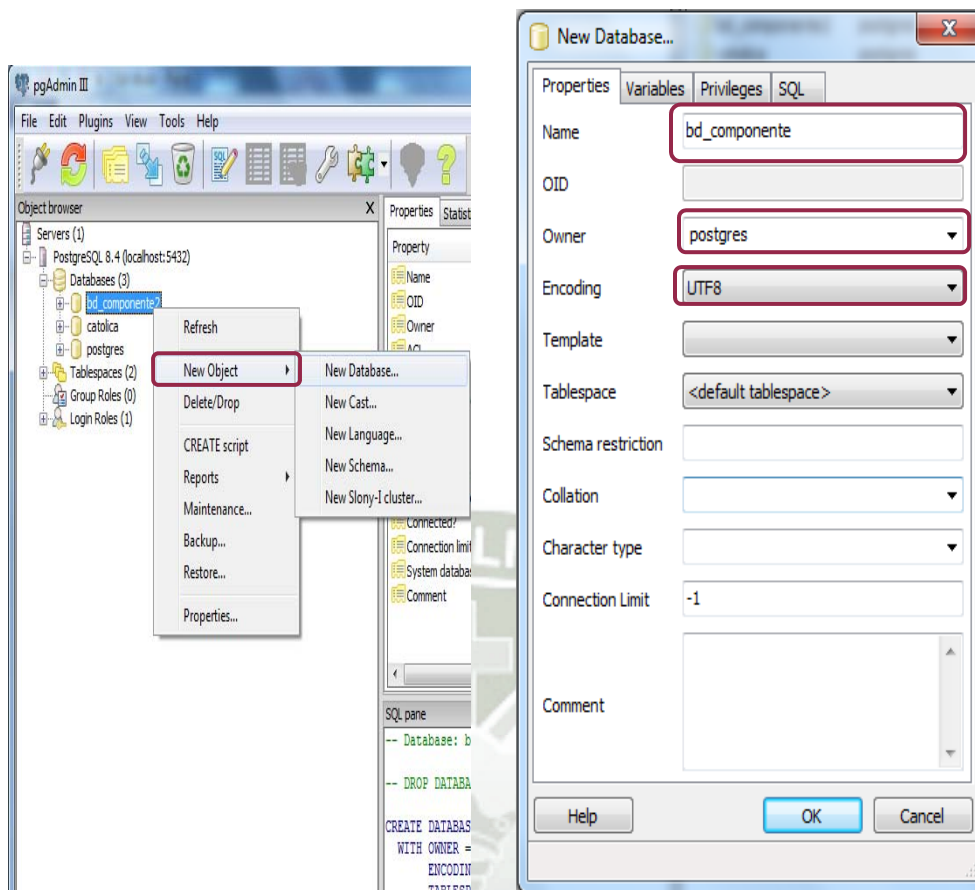 pgAdmin III
File Edit Plugins View Tools Help
SQL
Object browser X
Servers (1)
PostgreSQL 8.4 (localhost:5432)
Databases (3)
bd_componente2
catolica
postgres
Tablespaces (2)
Group Roles (0)
Login Roles (1)
Refresh
New Object
Delete/Drop
CREATE script
Reports
Maintenance...
Backup...
Restore...
Properties...
New Database...
New Cast...
New Language...
New Schema...
New Slony-I cluster...
Properties Statist
Property
Name
OID
Owner
ACL
Connected?
Connection limit
System databas
Comment
SQL pane
-- Database: b
-- DROP DATABA
CREATE DATABAS
WITH OWNER =
ENCODIN
TABLESP
New Database...
X
Properties Variables Privileges SQL
Name bd_componente
OID
Owner postgres
Encoding UTF8
Template
Tablespace <default tablespace>
Schema restriction
Collation
Character type
Connection Limit -1
Comment
Help OK Cancel